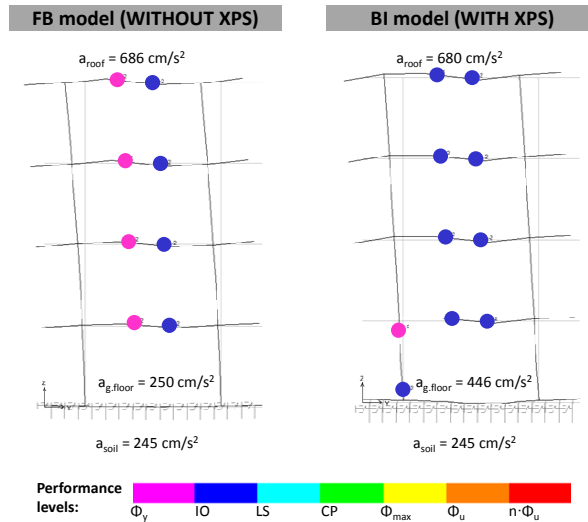 FB model (WITHOUT XPS)
BI model (WITH XPS)
a_roof = 686 cm/s²
a_roof = 680 cm/s²
a_g.floor = 250 cm/s²
a_g.floor = 446 cm/s²
Z
Y
Z
a_soil = 245 cm/s²
a_soil = 245 cm/s²
Performance levels:
Φ_y
IO
LS
CP
Φ_max
Φ_u
n·Φ_u